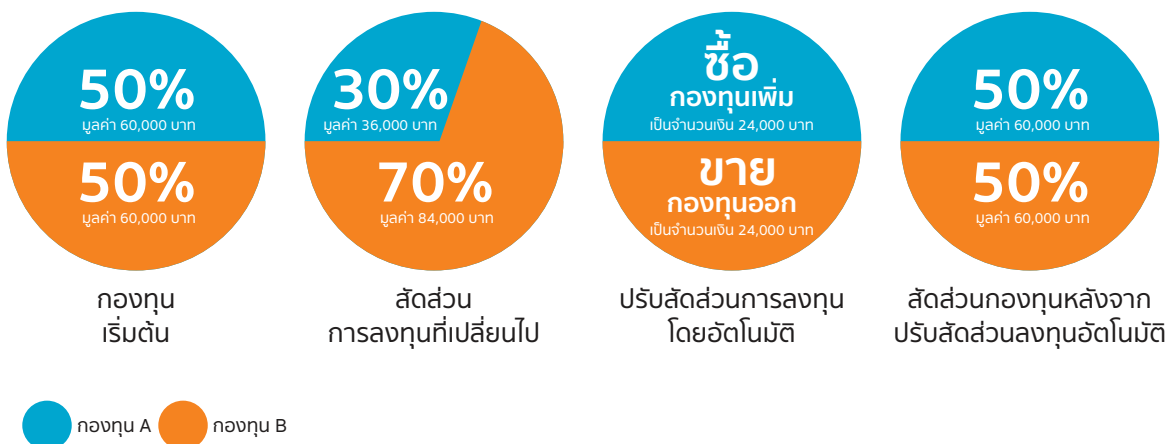 50%
มูลค่า 60,000 บาท
50%
มูลค่า 60,000 บาท
กองทุน
เริ่มต้น
30%
มูลค่า 36,000 บาท
70%
มูลค่า 84,000 บาท
สัดส่วน
การลงทุนที่เปลี่ยนไป
ซื้อ
กองทุนเพิ่ม
เป็นจำนวนเงิน 24,000 บาท
ขาย
กองทุนออก
เป็นจำนวนเงิน 24,000 บาท
ปรับสัดส่วนการลงทุน
โดยอัตโนมัติ
50%
มูลค่า 60,000 บาท
50%
มูลค่า 60,000 บาท
สัดส่วนกองทุนหลังจาก
ปรับสัดส่วนลงทุนอัตโนมัติ
กองทุน A
กองทุน B